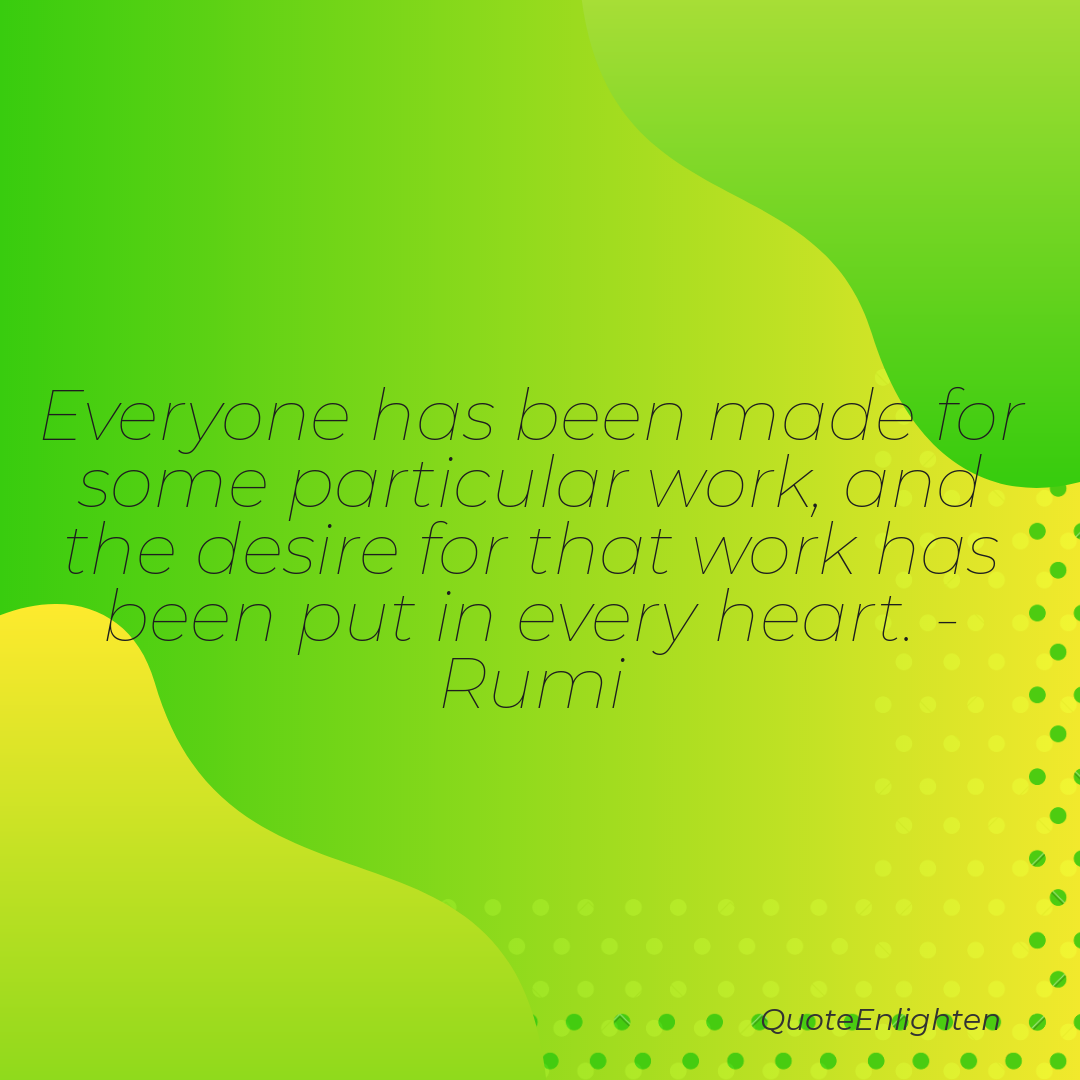 Everyone has been made for
some particular work, and
the desire for that work has
been put in every heart. -
Rumi
QuoteEnlighten